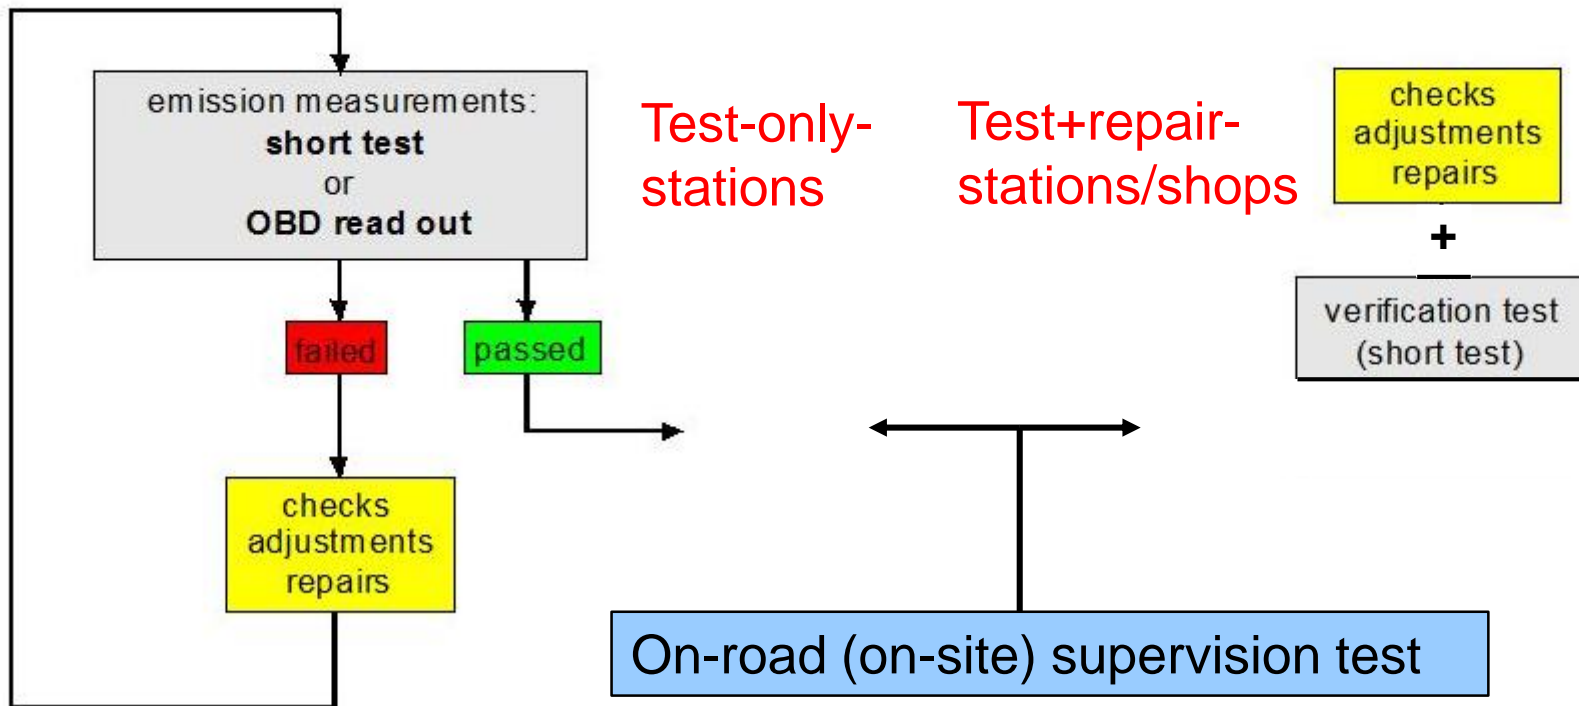 emission measurements:
short test
or
OBD read out
failed
passed
checks
adjustments
repairs
Test-only-
stations
Test+repair-
stations/shops
checks
adjustments
repairs
+
verification test
(short test)
On-road (on-site) supervision test